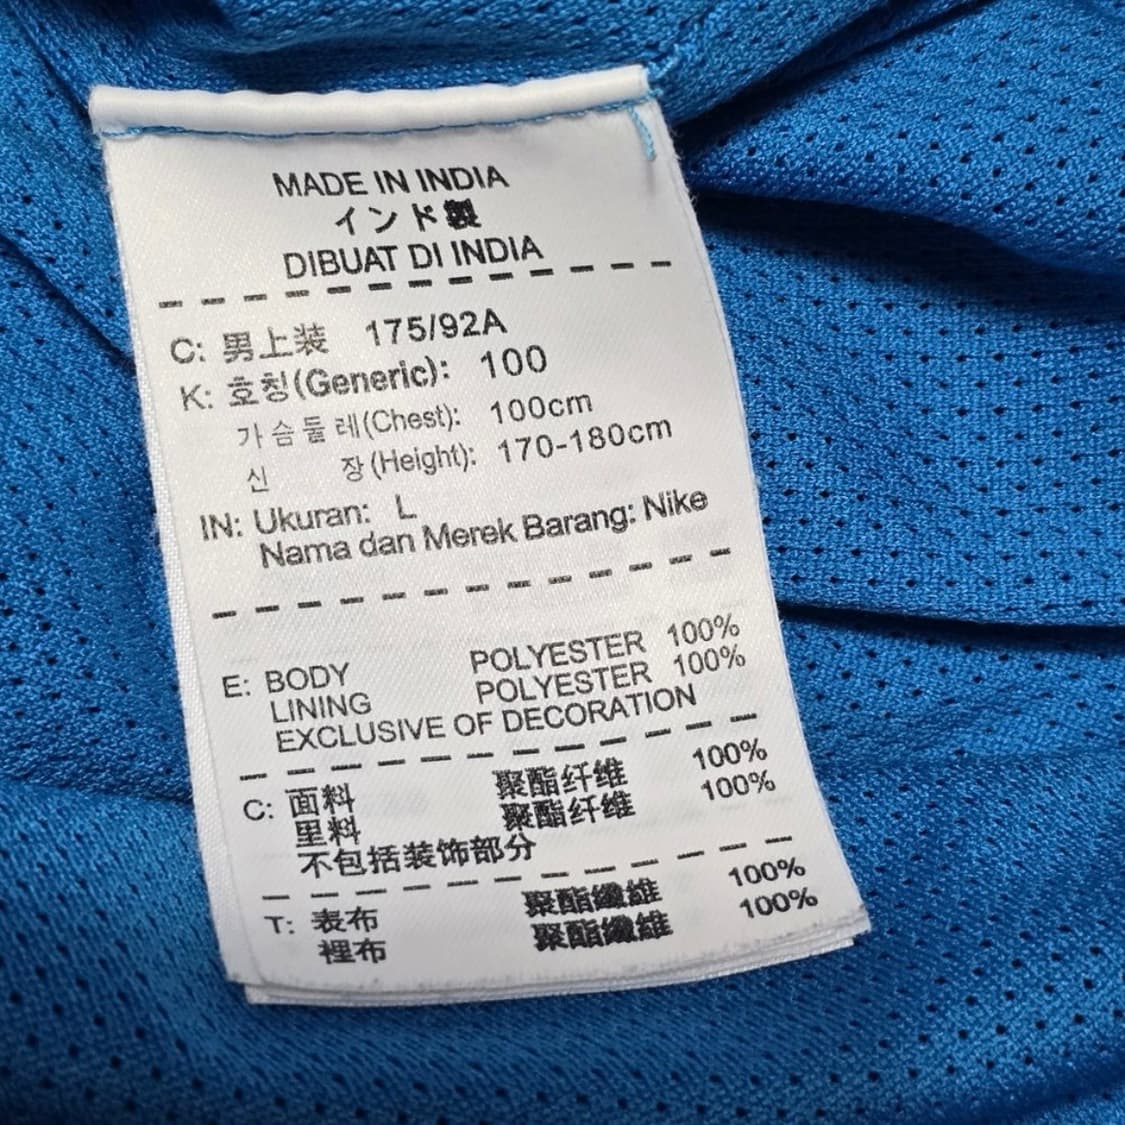 MADE IN INDIA
インド製
DIBUAT DI INDIA
C: 男上装 175/92A
K: 호칭(Generic): 100
가슴둘레(Chest): 100cm
신 장(Height): 170-180cm
IN: Ukuran: L
Nama dan Merek Barang: Nike
E: BODY POLYESTER 100%
LINING POLYESTER 100%
EXCLUSIVE OF DECORATION
C: 面料 聚酯纤维 100%
里料 聚酯纤维 100%
不包括装饰部分
T: 表布 聚酯纖維 100%
裡布 聚酯纖維 100%